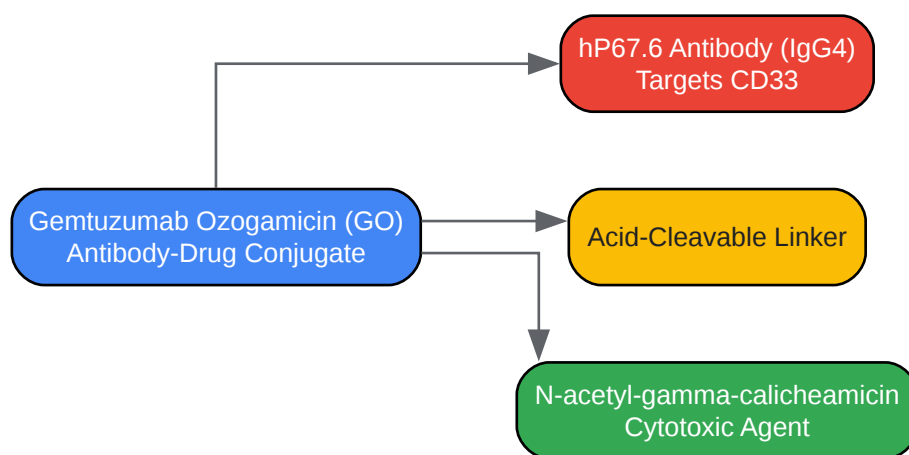 hP67.6 Antibody (IgG4)
Targets CD33
Gemtuzumab Ozogamicin (GO)
Antibody-Drug Conjugate
Acid-Cleavable Linker
N-acetyl-gamma-calicheamicin
Cytotoxic Agent